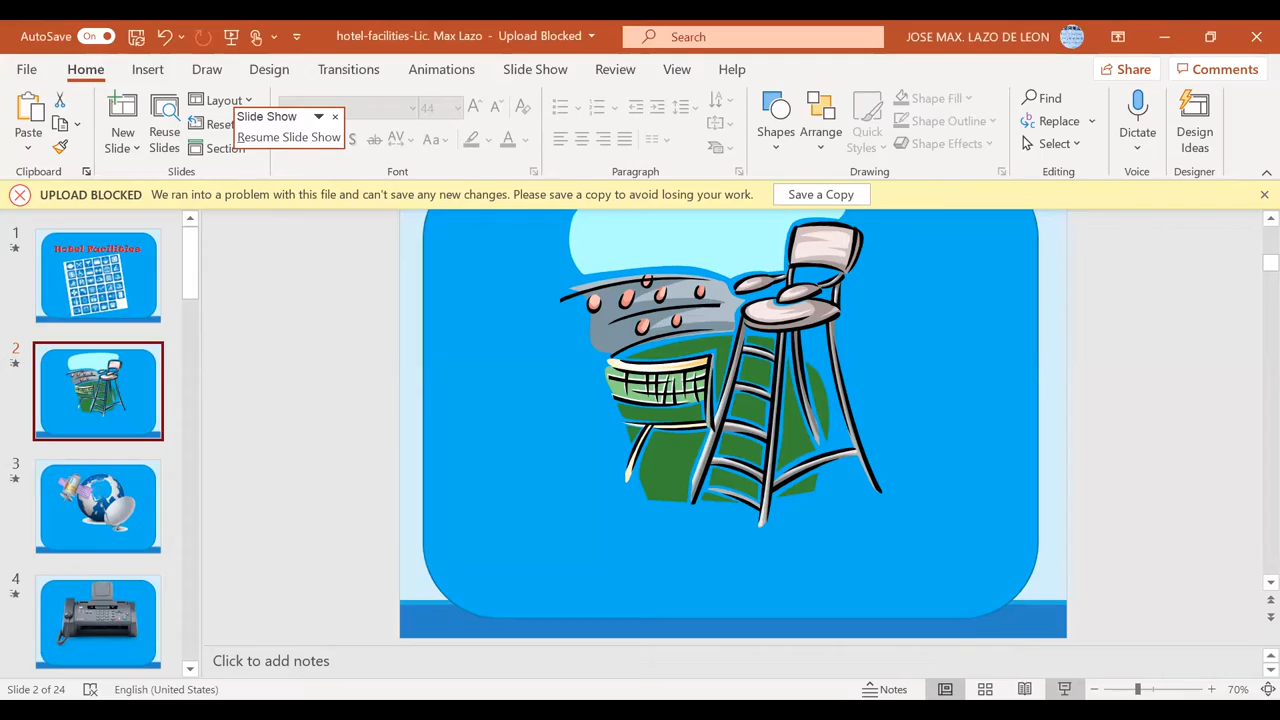 AutoSave On hotel-facilities-Lic. Max Lazo - Upload Blocked Search JOSE MAX. LAZO DE LEON
File Home Insert Draw Design Transitions Animations Slide Show Review View Help Share Comments
Paste
New Slide
Reuse Slides
Layout
Reset
Section
Slide Show
Resume Slide Show
44
Aa
Shapes
Arrange
Quick Styles
Shape Fill
Shape Outline
Shape Effects
Find
Replace
Select
Dictate
Design Ideas
Clipboard Slides Font Paragraph Drawing Editing Voice Designer
UPLOAD BLOCKED We ran into a problem with this file and can't save any new changes. Please save a copy to avoid losing your work. Save a Copy
1
Hotel Facilities
2
3
4
Click to add notes
Slide 2 of 24 English (United States) Notes 70%